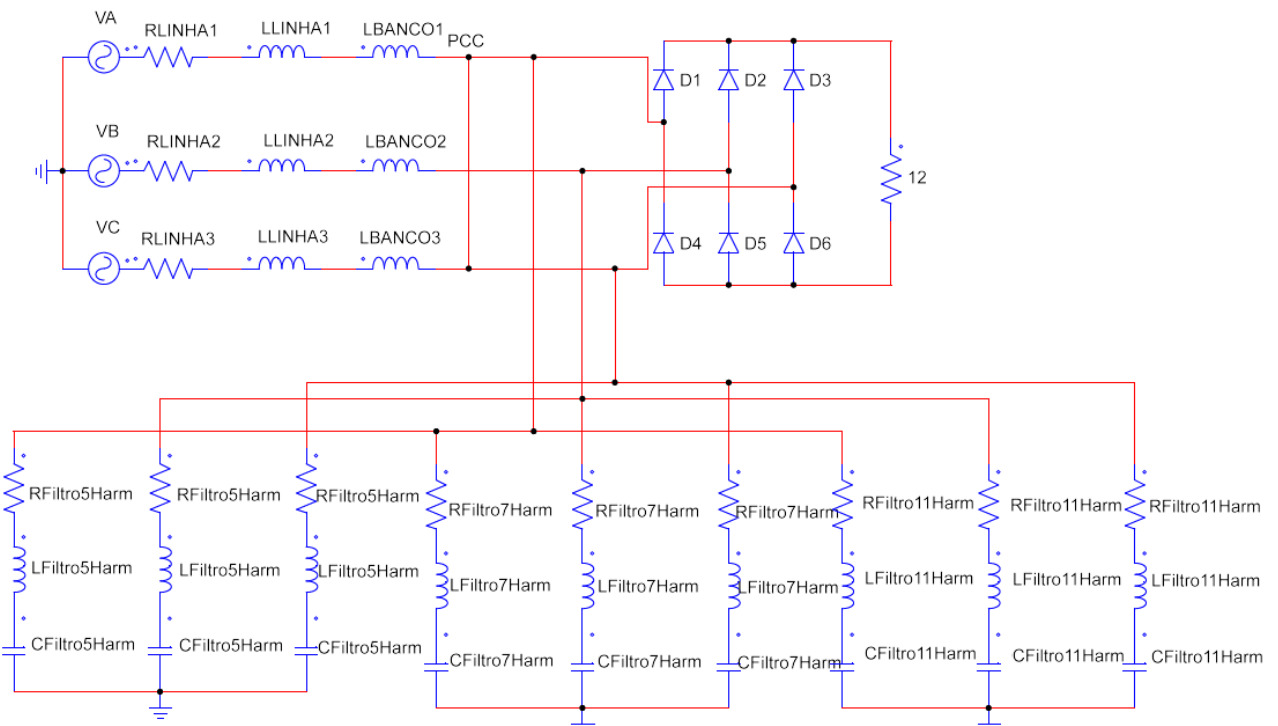 VA
RLINHA1
LLINHA1
LBANCO1
PCC
D1
D2
D3
VB
RLINHA2
LLINHA2
LBANCO2
12
VC
RLINHA3
LLINHA3
LBANCO3
D4
D5
D6
RFiltro5Harm
RFiltro5Harm
RFiltro5Harm
RFiltro7Harm
RFiltro7Harm
RFiltro7Harm
RFiltro11Harm
RFiltro11Harm
RFiltro11Harm
LFiltro5Harm
LFiltro5Harm
LFiltro5Harm
LFiltro7Harm
LFiltro7Harm
LFiltro7Harm
LFiltro11Harm
LFiltro11Harm
LFiltro11Harm
CFiltro5Harm
CFiltro5Harm
CFiltro5Harm
CFiltro7Harm
CFiltro7Harm
CFiltro7Harm
CFiltro11Harm
CFiltro11Harm
CFiltro11Harm